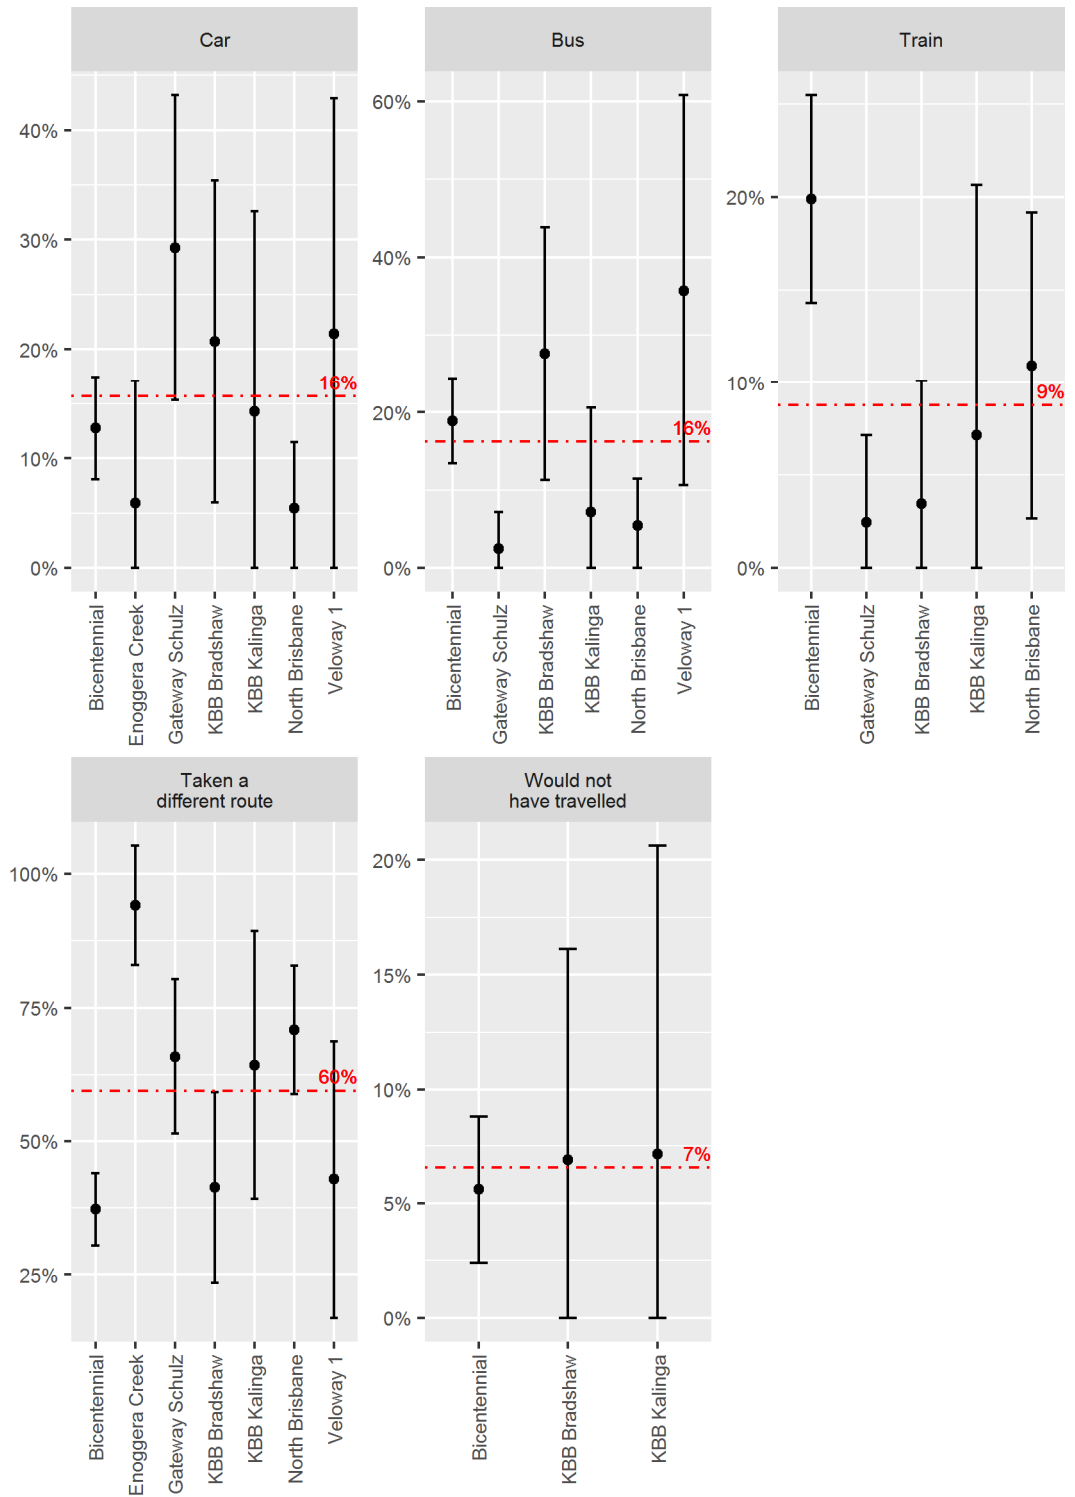 Car
Bus
Train
40%
30%
20%
10%
0%
16%
60%
40%
20%
0%
16%
20%
10%
0%
9%
Bicentennial
Enoggera Creek
Gateway Schulz
KBB Bradshaw
KBB Kalinga
North Brisbane
Veloway 1
Bicentennial
Gateway Schulz
KBB Bradshaw
KBB Kalinga
North Brisbane
Veloway 1
Bicentennial
Gateway Schulz
KBB Bradshaw
KBB Kalinga
North Brisbane
Taken a
different route
Would not
have travelled
100%
75%
50%
25%
60%
20%
15%
10%
5%
0%
7%
Bicentennial
Enoggera Creek
Gateway Schulz
KBB Bradshaw
KBB Kalinga
North Brisbane
Veloway 1
Bicentennial
KBB Bradshaw
KBB Kalinga